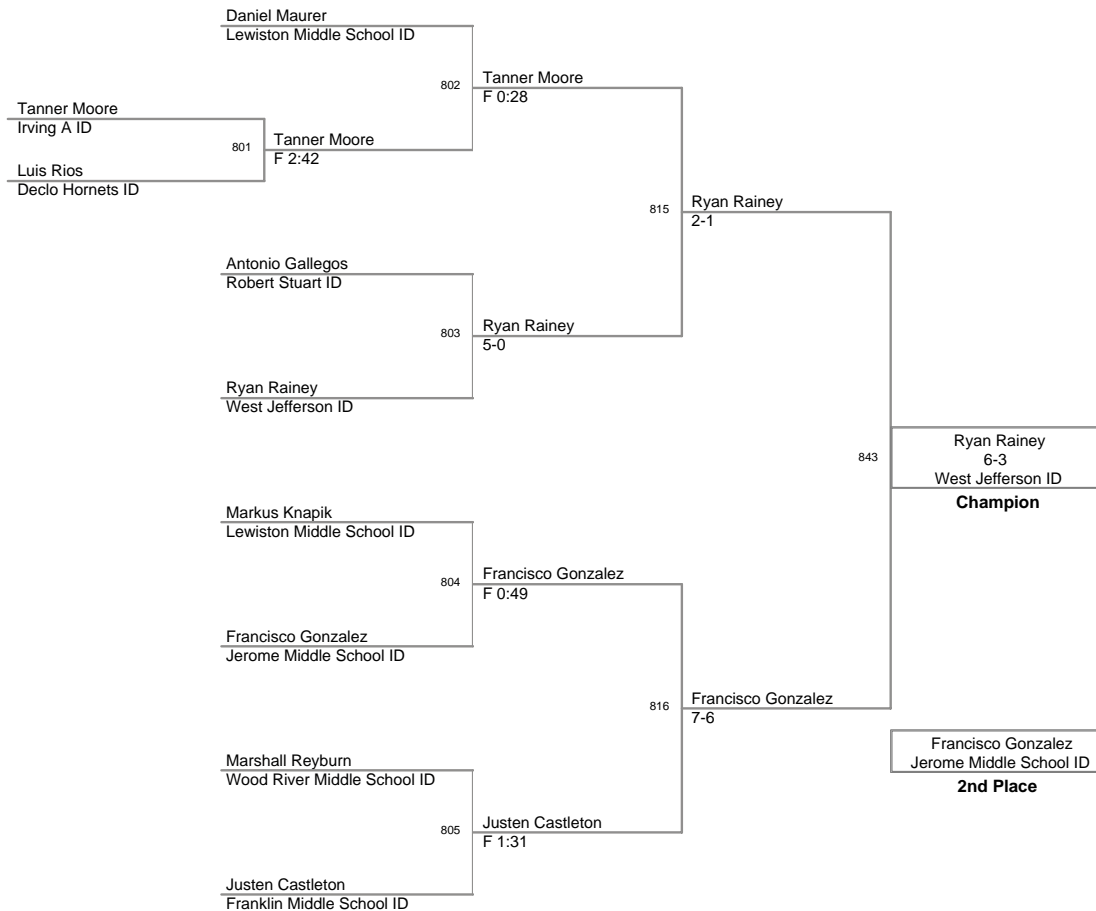 Daniel Maurer
Lewiston Middle School ID
802
Tanner Moore
F 0:28
Tanner Moore
Irving A ID
801
Tanner Moore
F 2:42
Luis Rios
Declo Hornets ID
815
Ryan Rainey
2-1
Antonio Gallegos
Robert Stuart ID
803
Ryan Rainey
5-0
Ryan Rainey
West Jefferson ID
843
Ryan Rainey
6-3
West Jefferson ID
Champion
Markus Knapik
Lewiston Middle School ID
804
Francisco Gonzalez
F 0:49
Francisco Gonzalez
Jerome Middle School ID
816
Francisco Gonzalez
7-6
Francisco Gonzalez
Jerome Middle School ID
2nd Place
Marshall Reyburn
Wood River Middle School ID
805
Justen Castleton
F 1:31
Justen Castleton
Franklin Middle School ID